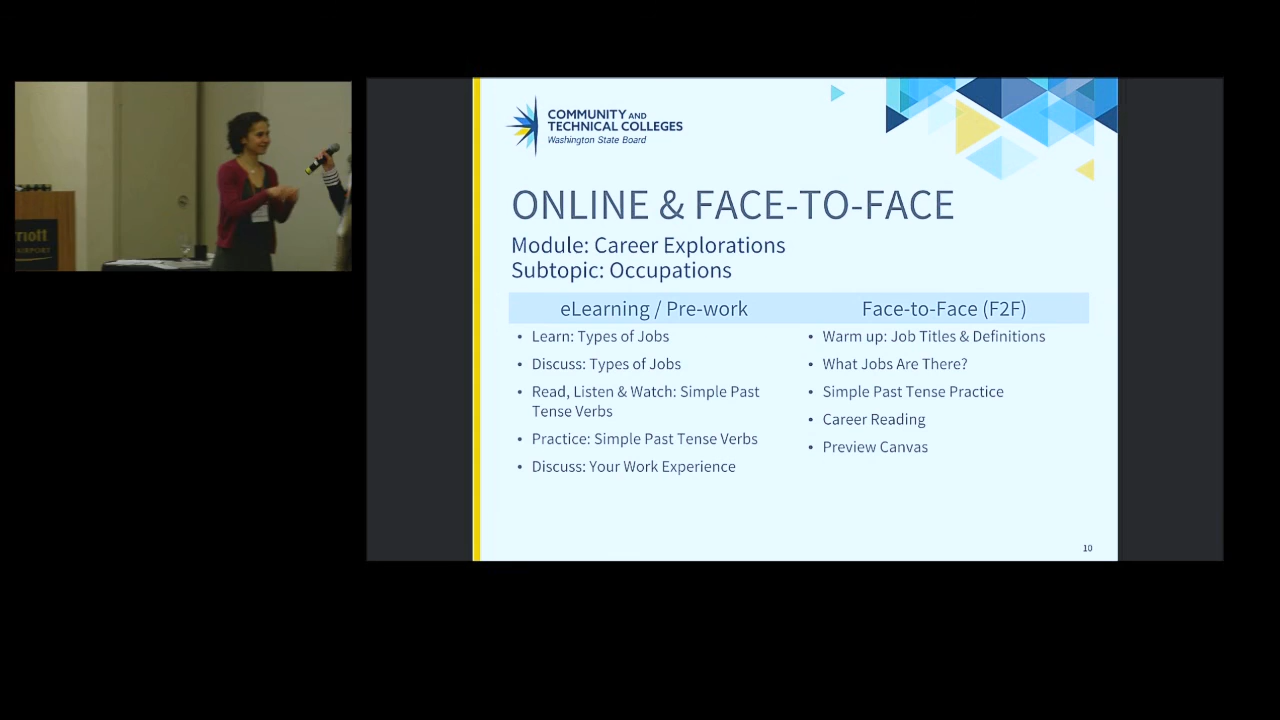 COMMUNITY AND
TECHNICAL COLLEGES
Washington State Board
ONLINE & FACE-TO-FACE
Module: Career Explorations
Subtopic: Occupations
eLearning / Pre-work
• Learn: Types of Jobs
• Discuss: Types of Jobs
• Read, Listen & Watch: Simple Past
Tense Verbs
• Practice: Simple Past Tense Verbs
• Discuss: Your Work Experience
Face-to-Face (F2F)
• Warm up: Job Titles & Definitions
• What Jobs Are There?
• Simple Past Tense Practice
• Career Reading
• Preview Canvas
10
rriott
AIRPORT